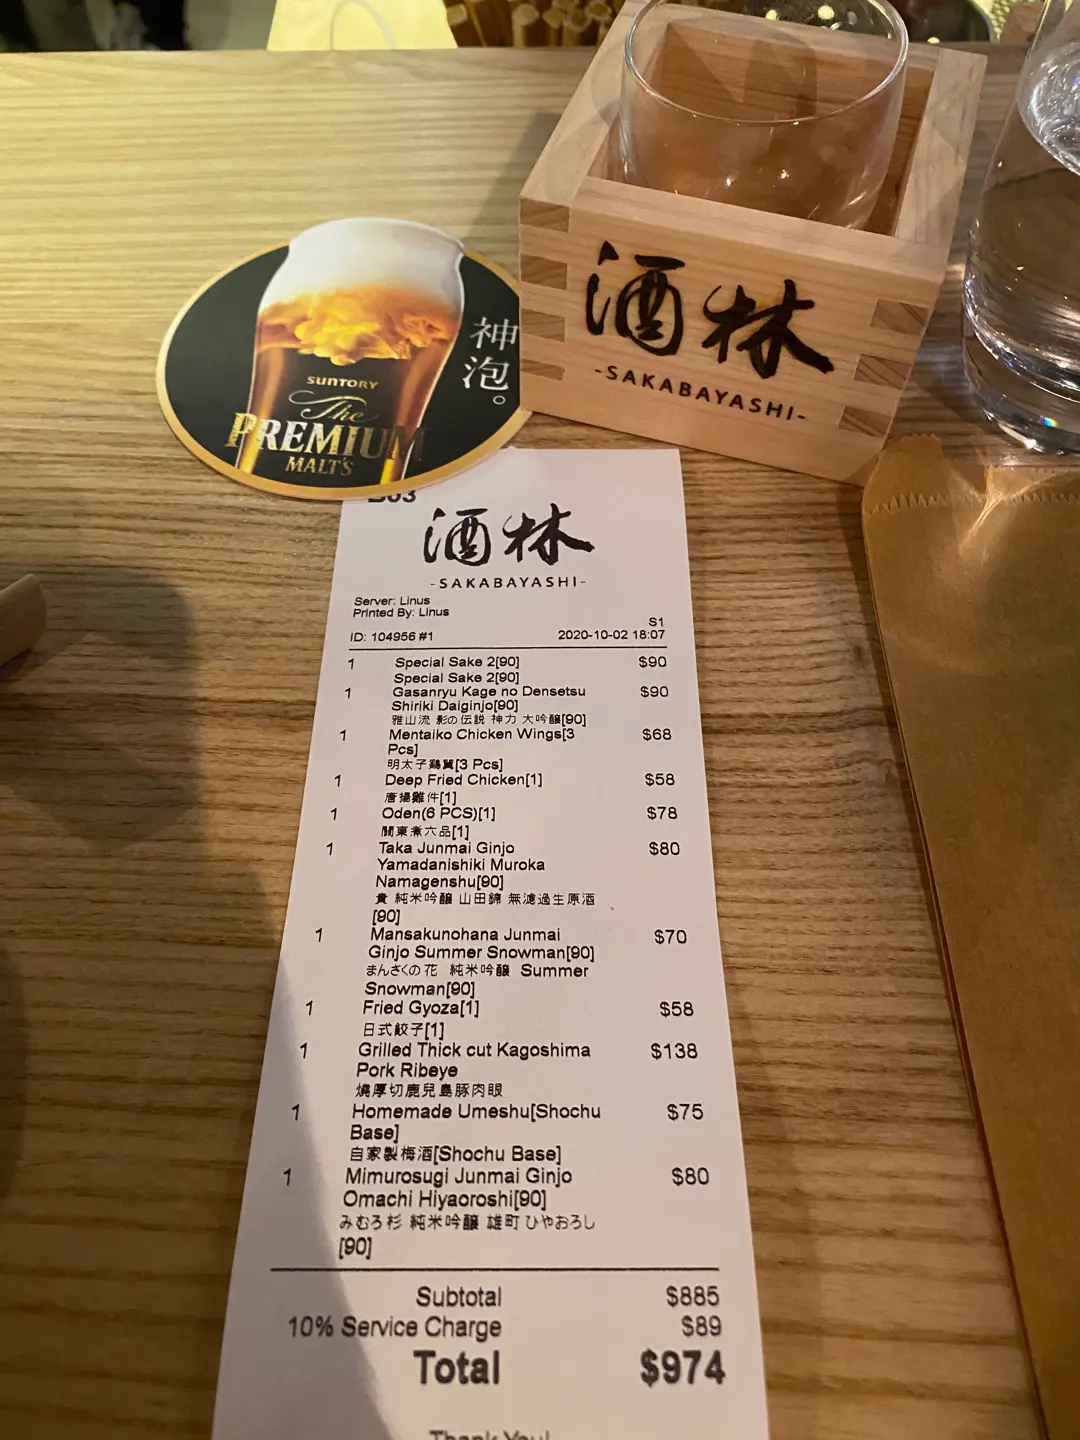 酒林
-SAKABAYASHI-
神
泡。
SUNTORY
The
PREMIUM
MALT'S
酒林
-SAKABAYASHI-
Server: Linus
Printed By: Linus
S1
ID: 104956 #1 2020-10-02 18:07
1 Special Sake 2[90] $90
Special Sake 2[90]
1 Gasanryu Kage no Densetsu $90
Shiriki Daiginjo[90]
雅山流 影の伝説 神力 大吟醸[90]
1 Mentaiko Chicken Wings[3 $68
Pcs]
明太子鷄翼[3 Pcs]
1 Deep Fried Chicken[1] $58
唐揚雞件[1]
1 Oden(6 PCS)[1] $78
關東煮六品[1]
1 Taka Junmai Ginjo $80
Yamadanishiki Muroka
Namagenshu[90]
貴 純米吟醸 山田錦 無濾過生原酒
[90]
1 Mansakunohana Junmai $70
Ginjo Summer Snowman[90]
まんさくの花 純米吟醸 Summer
Snowman[90]
1 Fried Gyoza[1] $58
日式餃子[1]
1 Grilled Thick cut Kagoshima $138
Pork Ribeye
燒厚切鹿兒島豚肉眼
1 Homemade Umeshu[Shochu $75
Base]
自家製梅酒[Shochu Base]
1 Mimurosugi Junmai Ginjo $80
Omachi Hiyaoroshi[90]
みむろ杉 純米吟醸 雄町 ひやおろし
[90]
Subtotal $885
10% Service Charge $89
Total $974
Thank You!